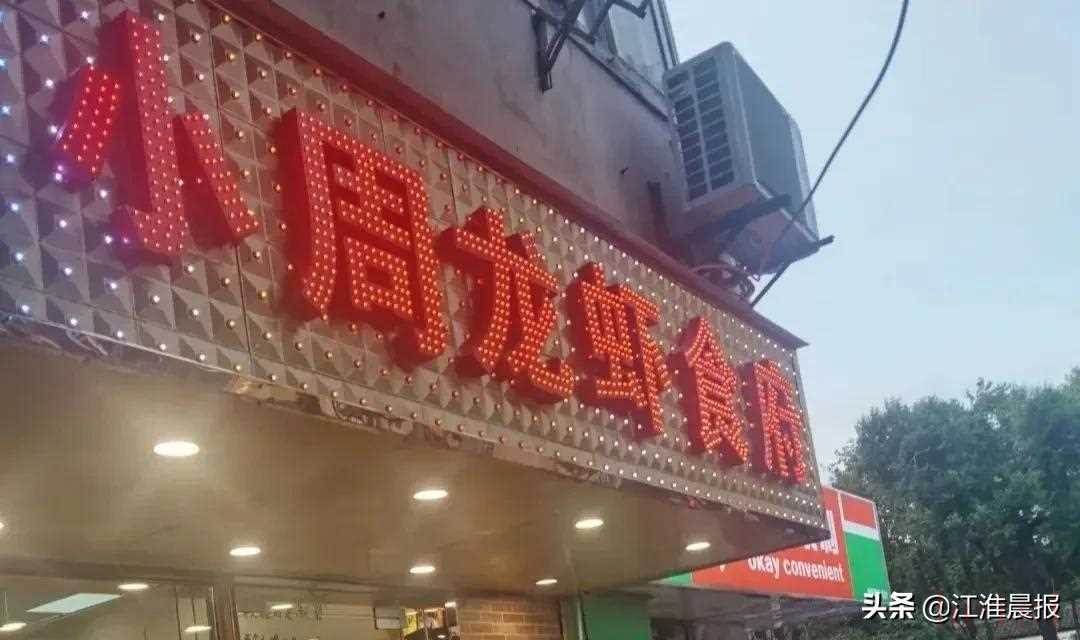 小周龙虾食府
okay convenient
头条 @江淮晨报